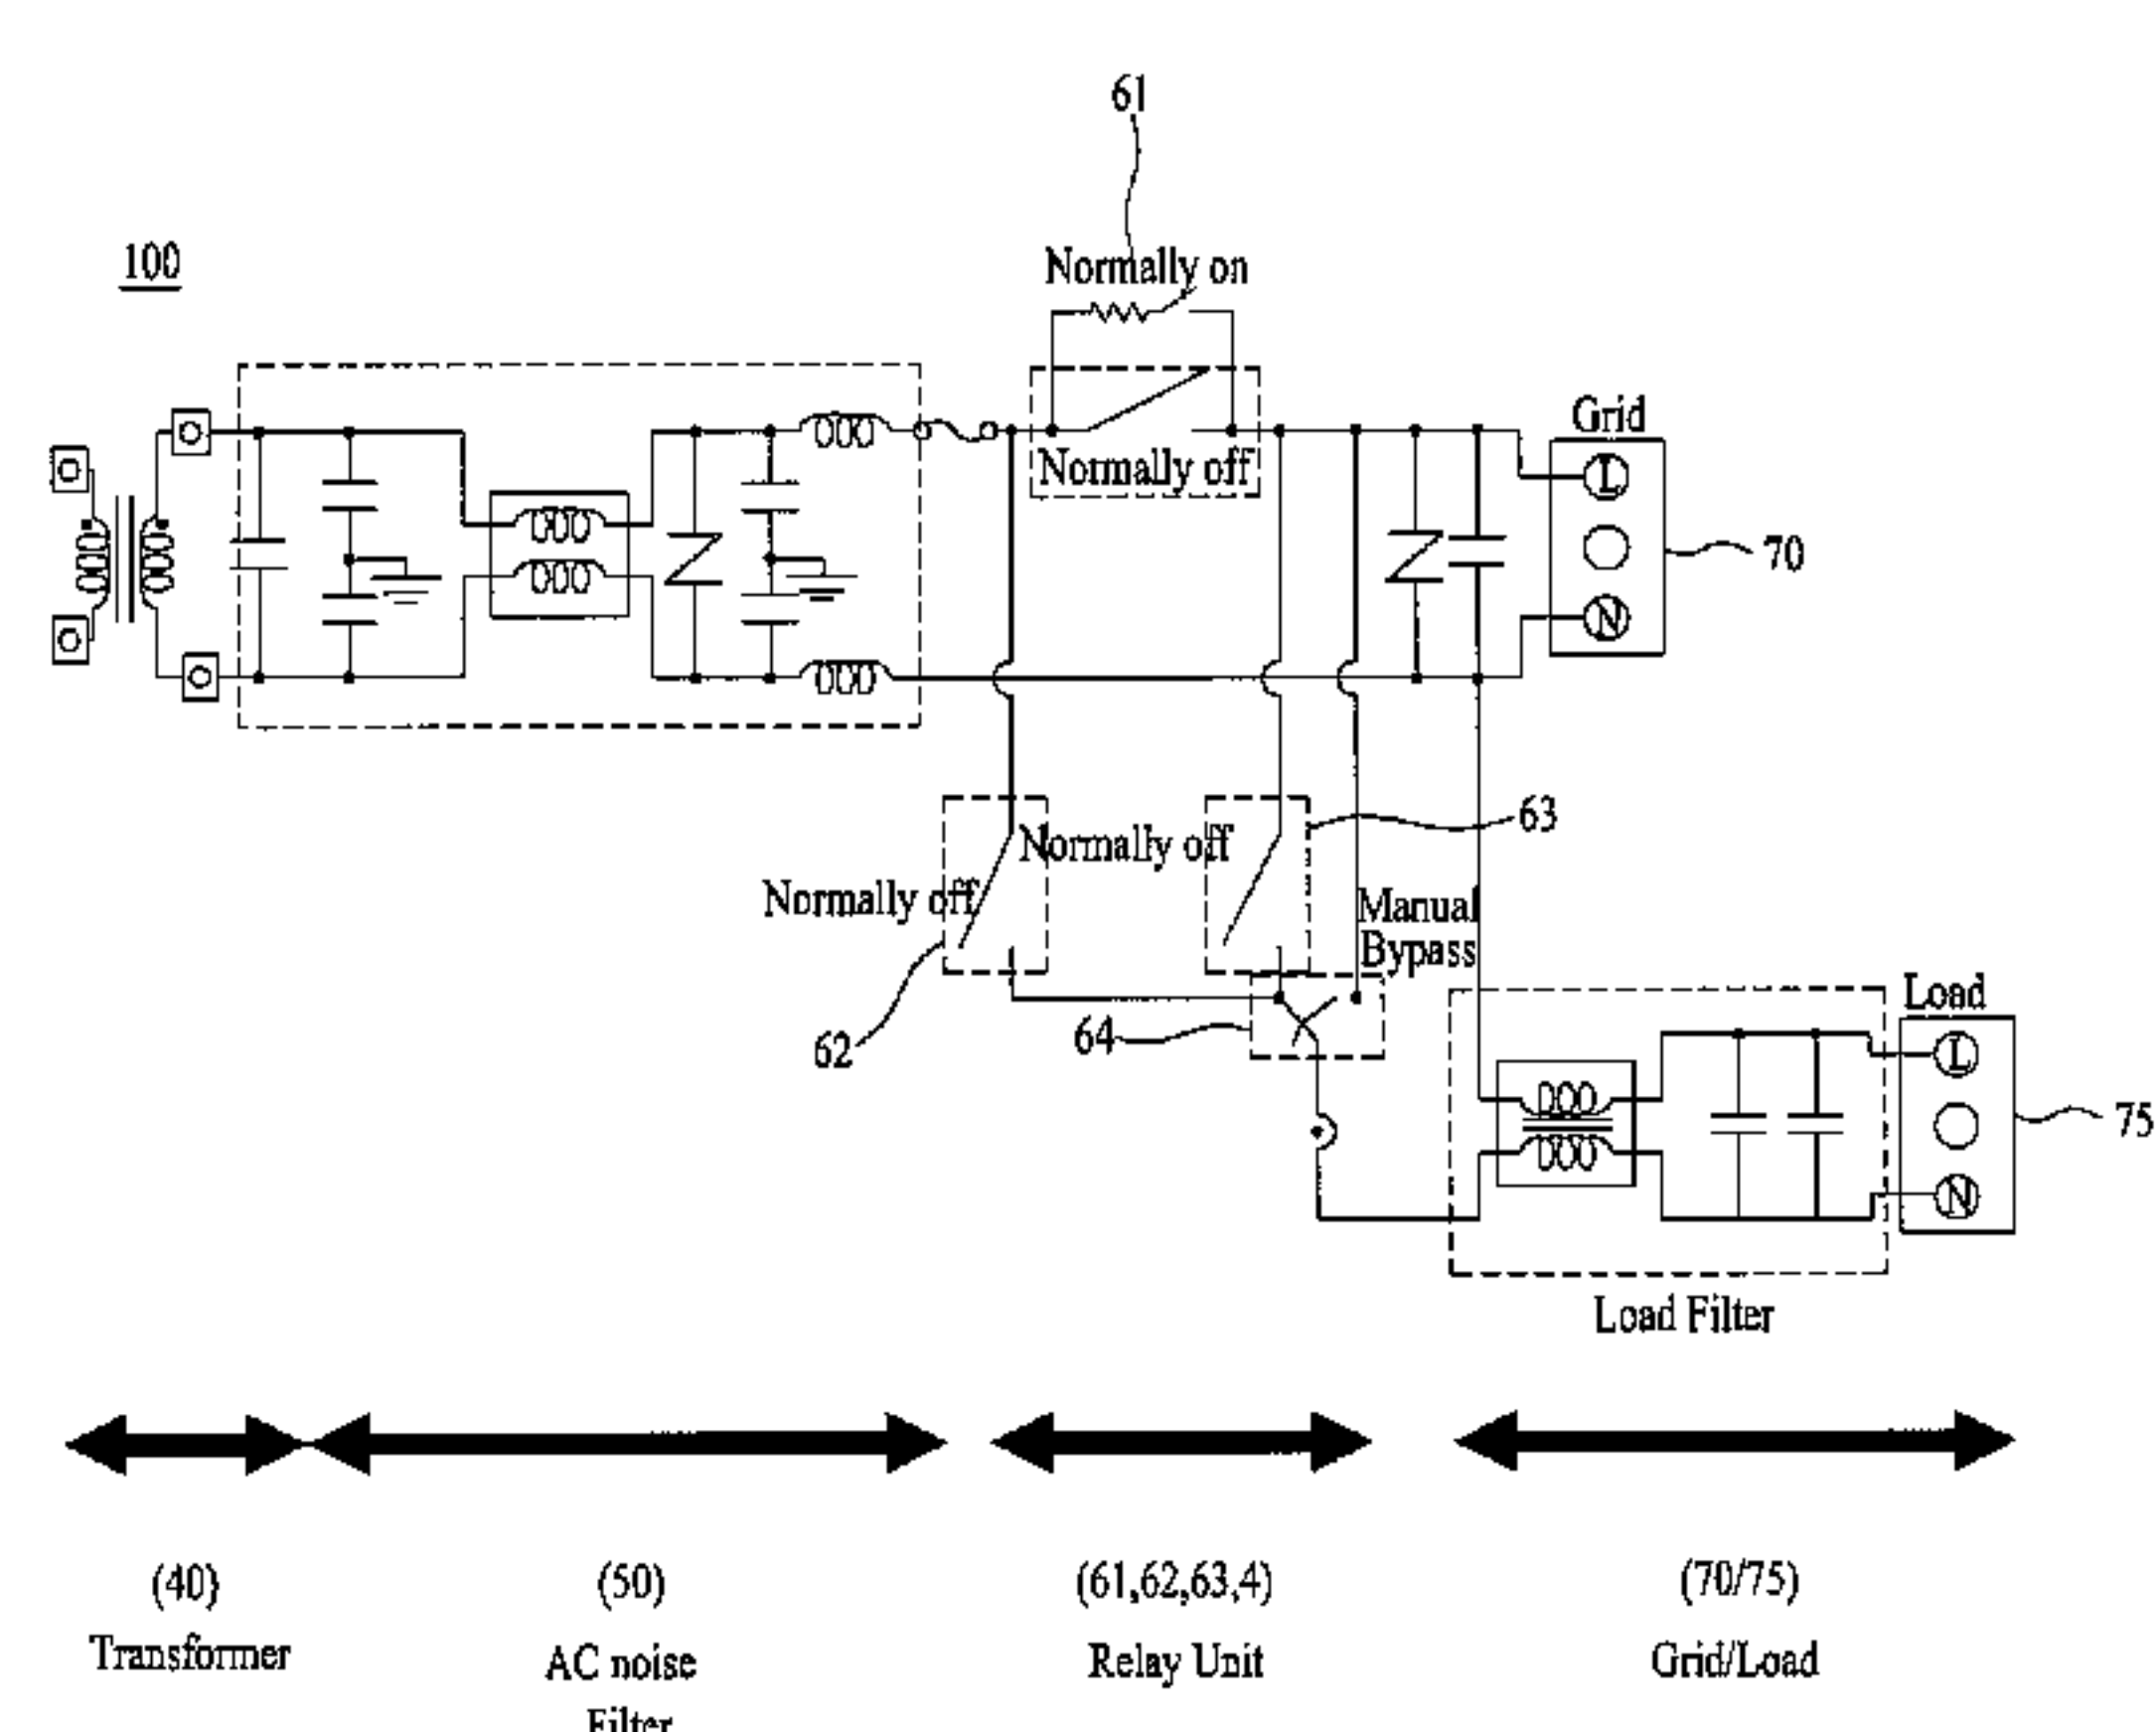 61
100
Normally on
Grid
L
Normally off
70
N
63
Normally off
Normally off
Manual
Bypass
Load
64
62
L
75
N
Load Filter
(40)
(50)
(61,62,63,4)
(70/75)
Transformer
AC noise
Filter
Relay Unit
Grid/Load